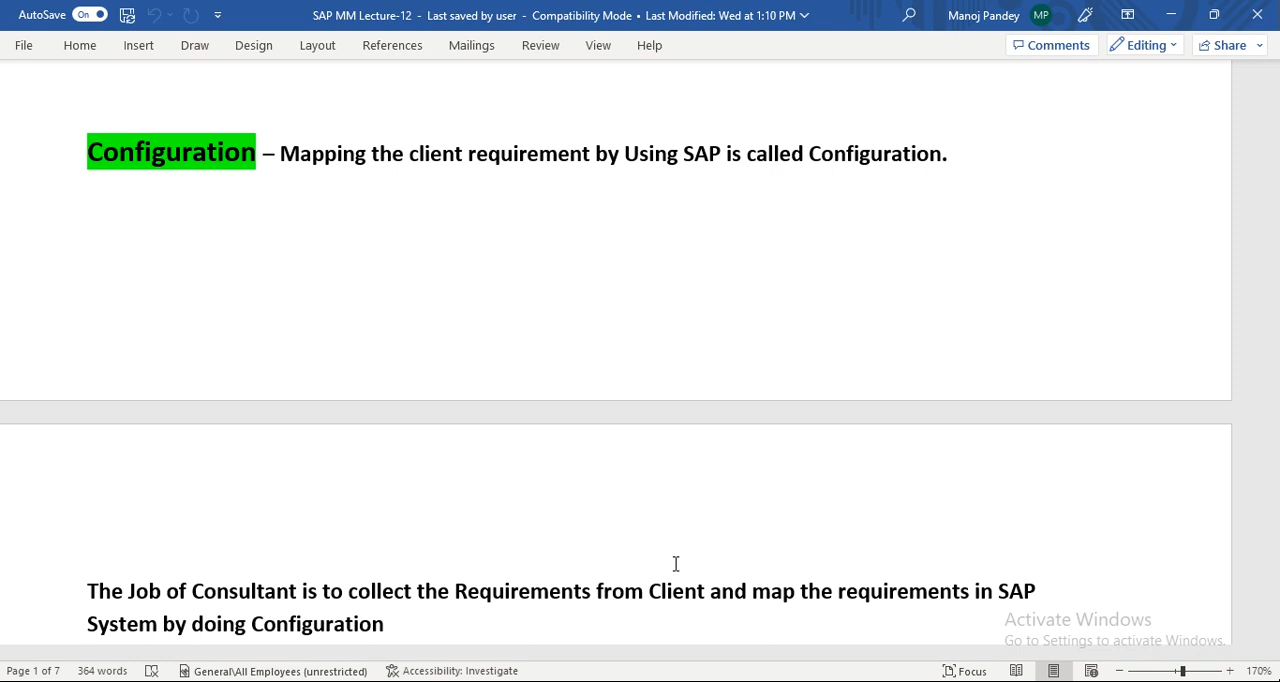 AutoSave On SAP MM Lecture-12 - Last saved by user - Compatibility Mode • Last Modified: Wed at 1:10 PM Manoj Pandey MP
File Home Insert Draw Design Layout References Mailings Review View Help Comments Editing Share
Configuration – Mapping the client requirement by Using SAP is called Configuration.
The Job of Consultant is to collect the Requirements from Client and map the requirements in SAP
System by doing Configuration
Activate Windows
Go to Settings to activate Windows.
Page 1 of 7 364 words General\All Employees (unrestricted) Accessibility: Investigate Focus 170%